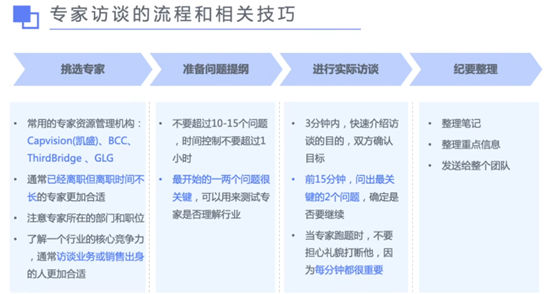 专家访谈的流程和相关技巧
挑选专家
准备问题提纲
进行实际访谈
纪要整理
常用的专家资源管理机构：
Capvision(凯盛)、BCC、
ThirdBridge 、GLG
通常已经离职但离职时间不
长的专家更加合适
注意专家所在的部门和职位
了解一个行业的核心竞争力
，通常访谈业务或销售出身
的人更加合适
不要超过10-15个问题
，时间控制不要超过1
小时
最开始的一两个问题很
关键，可以用来测试专
家是否理解行业
3分钟内，快速介绍访
谈的目的，双方确认
目标
前15分钟，问出最关
键的2个问题，确定是
否要继续
当专家跑题时，不要
担心礼貌打断他，因
为每分钟都很重要
整理笔记
整理重点信息
发送给整个团队